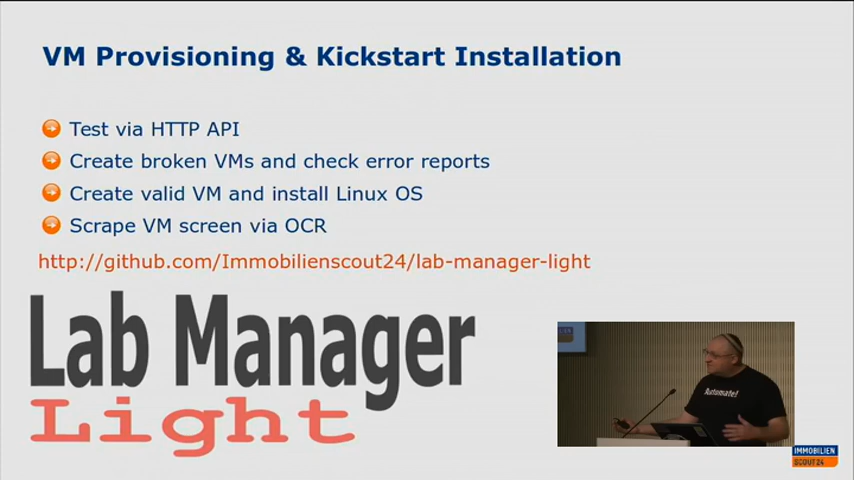 VM Provisioning & Kickstart Installation
Test via HTTP API
Create broken VMs and check error reports
Create valid VM and install Linux OS
Scrape VM screen via OCR
http://github.com/Immobilienscout24/lab-manager-light
Lab Manager
Light
Automate!
IMMOBILIEN
SCOUT24